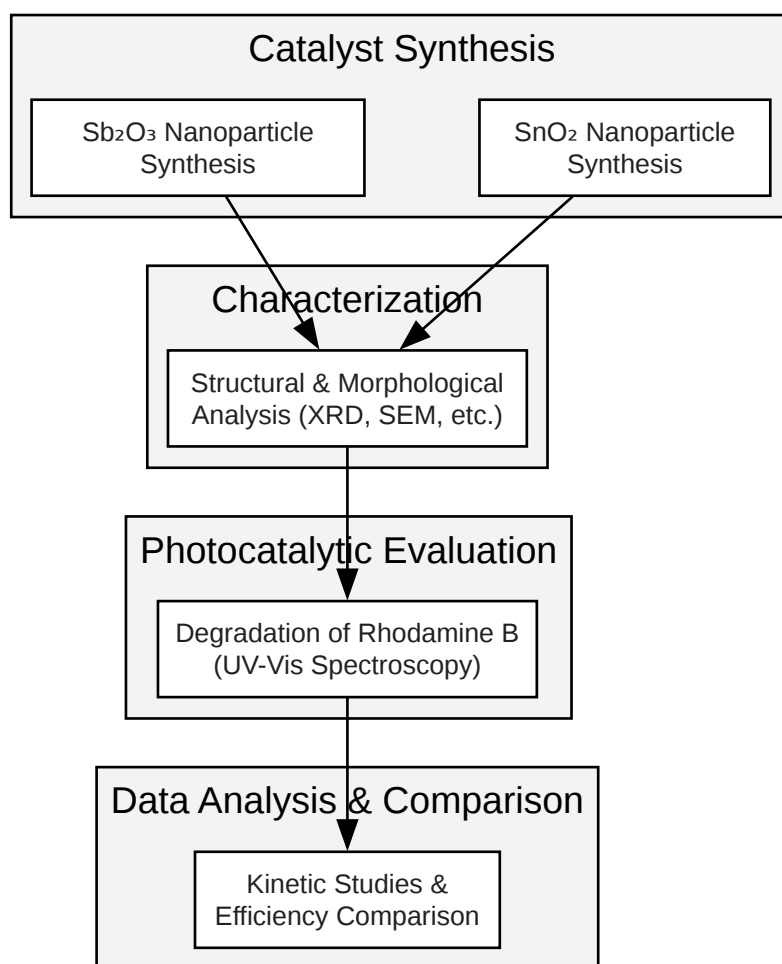 Catalyst Synthesis
Sb₂O₃ Nanoparticle
Synthesis
SnO₂ Nanoparticle
Synthesis
Characterization
Structural & Morphological
Analysis (XRD, SEM, etc.)
Photocatalytic Evaluation
Degradation of Rhodamine B
(UV-Vis Spectroscopy)
Data Analysis & Comparison
Kinetic Studies &
Efficiency Comparison